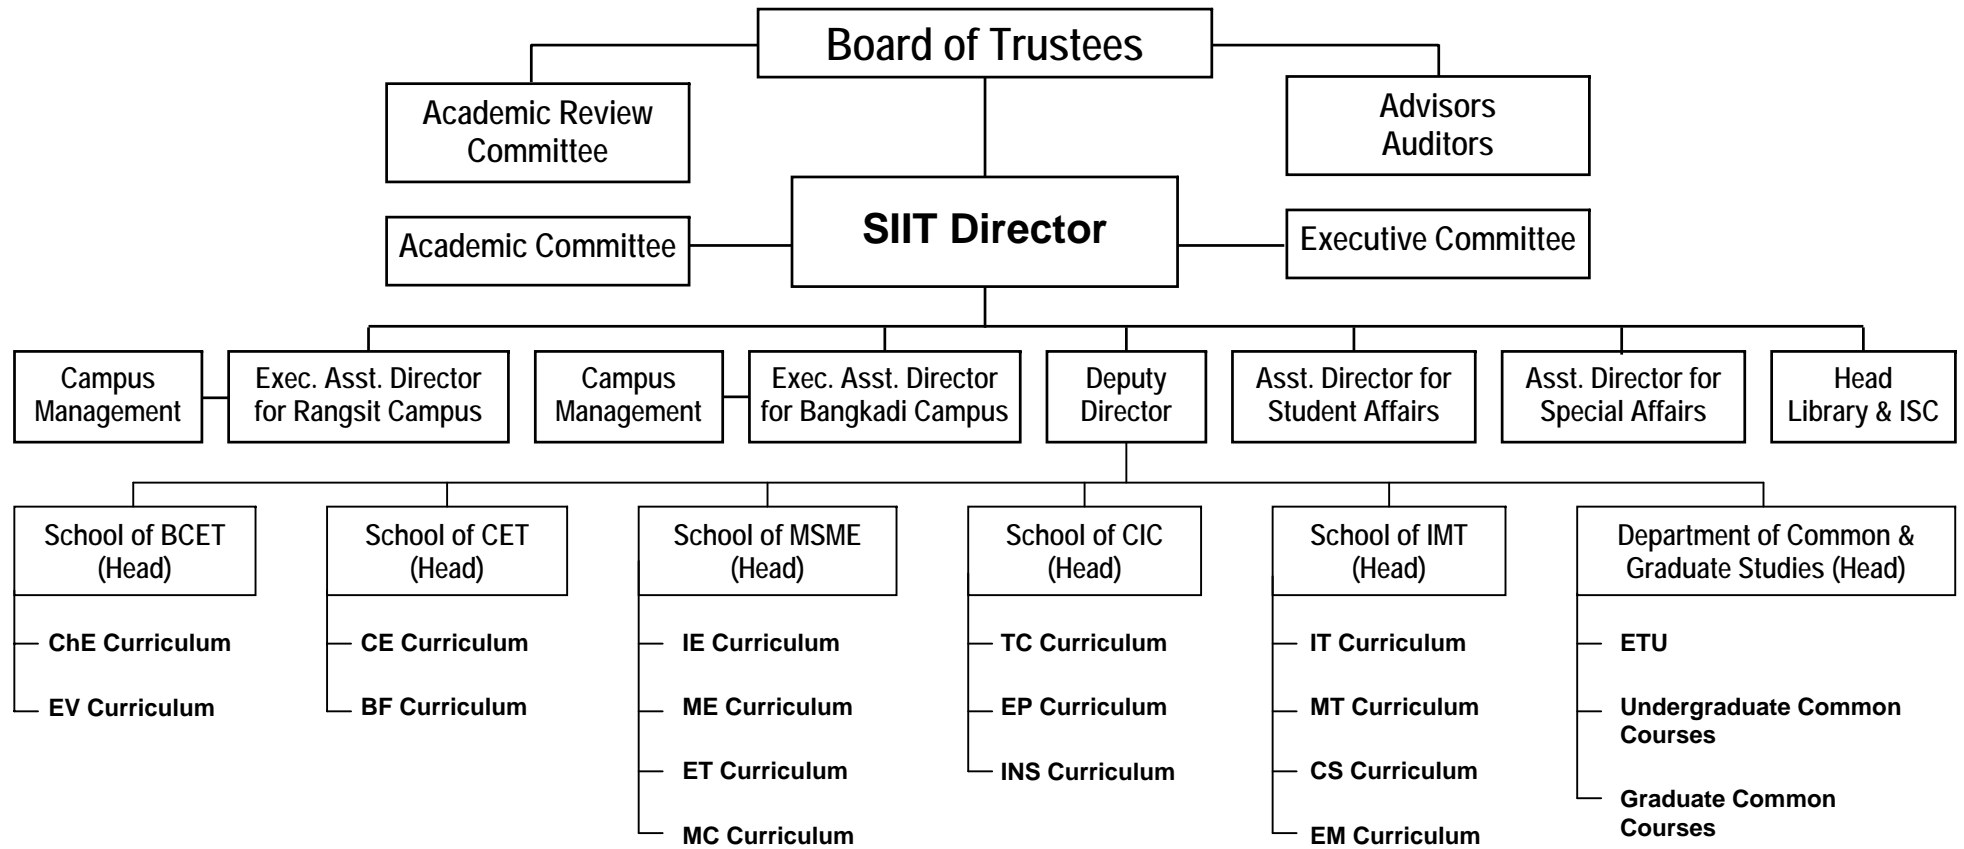 Board of Trustees
Academic Review
Committee
Advisors
Auditors
SIIT Director
Academic Committee
Executive Committee
Campus
Management
Exec. Asst. Director
for Rangsit Campus
Campus
Management
Exec. Asst. Director
for Bangkadi Campus
Deputy
Director
Asst. Director for
Student Affairs
Asst. Director for
Special Affairs
Head
Library & ISC
School of BCET
(Head)
ChE Curriculum
EV Curriculum
School of CET
(Head)
CE Curriculum
BF Curriculum
School of MSME
(Head)
IE Curriculum
ME Curriculum
ET Curriculum
MC Curriculum
School of CIC
(Head)
TC Curriculum
EP Curriculum
INS Curriculum
School of IMT
(Head)
IT Curriculum
MT Curriculum
CS Curriculum
EM Curriculum
Department of Common &
Graduate Studies (Head)
ETU
Undergraduate Common
Courses
Graduate Common
Courses